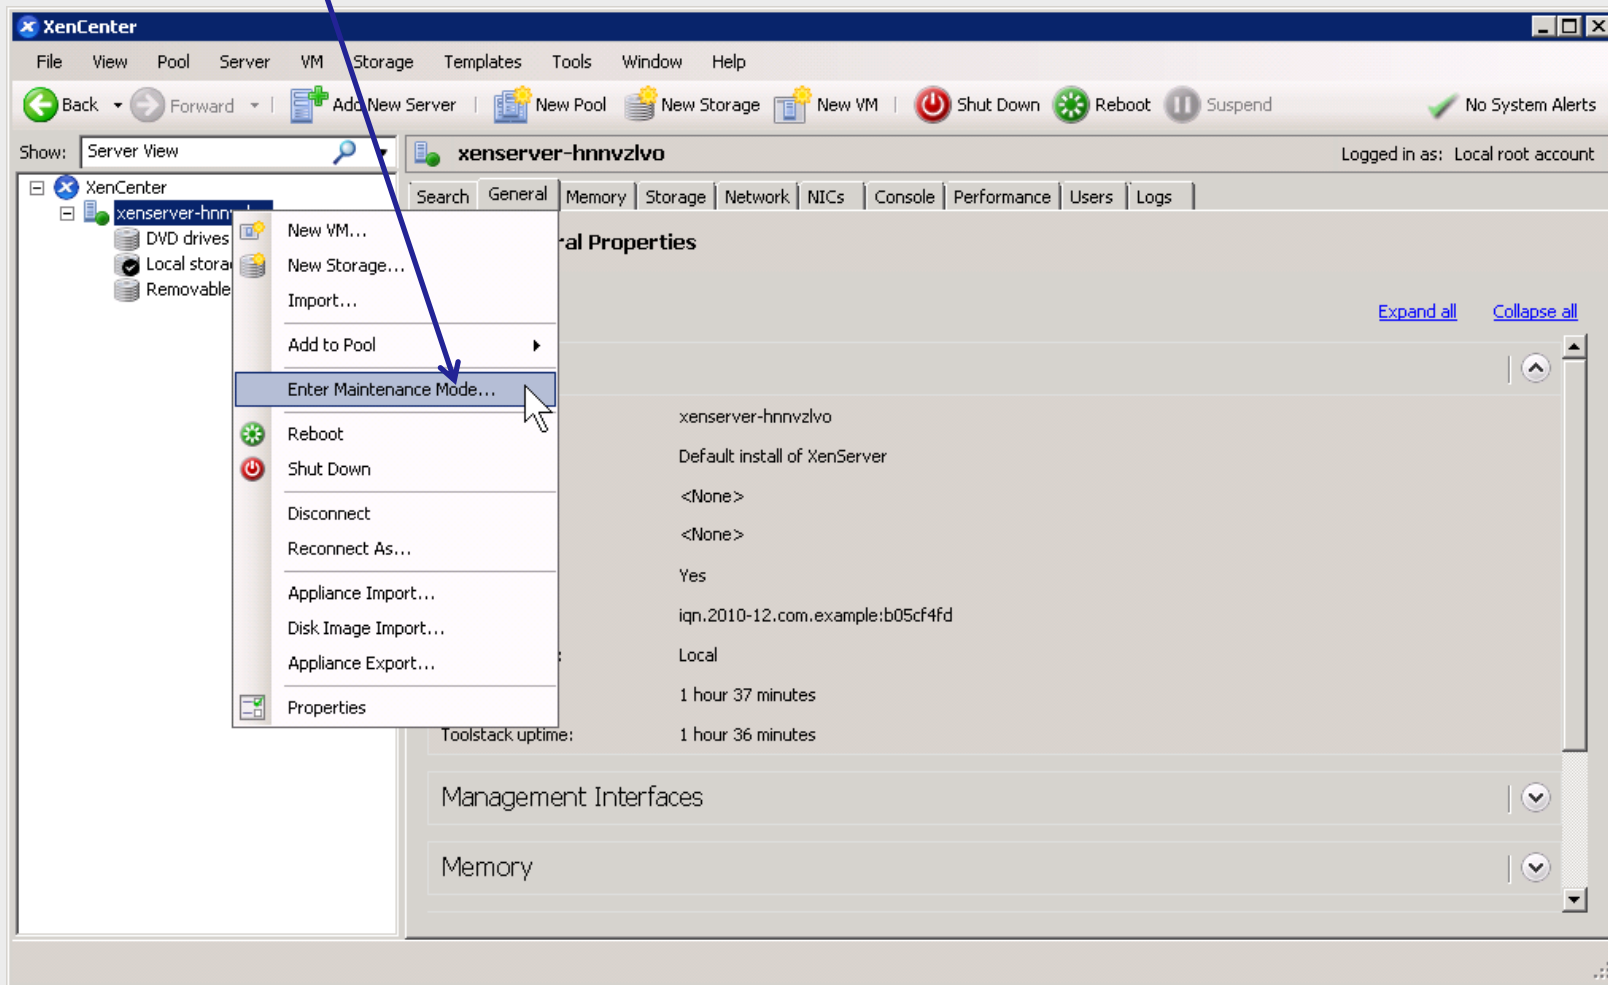 XenCenter
File View Pool Server VM Storage Templates Tools Window Help
Back Forward Add New Server New Pool New Storage New VM Shut Down Reboot Suspend No System Alerts
Show: Server View
xenserver-hnnvzlvo
Logged in as: Local root account
XenCenter
DVD drives
Removable
Search General Memory Storage Network NICs Console Performance Users Logs
Properties
Expand all Collapse all
New VM...
New Storage...
Import...
Add to Pool
Enter Maintenance Mode...
Reboot
Shut Down
Disconnect
Reconnect As...
Appliance Import...
Disk Image Import...
Appliance Export...
Properties
xenserver-hnnvzlvo
Default install of XenServer
<None>
<None>
Yes
iqn.2010-12.com.example:b05cf4fd
Local
1 hour 37 minutes
Toolstack uptime: 1 hour 36 minutes
Management Interfaces
Memory